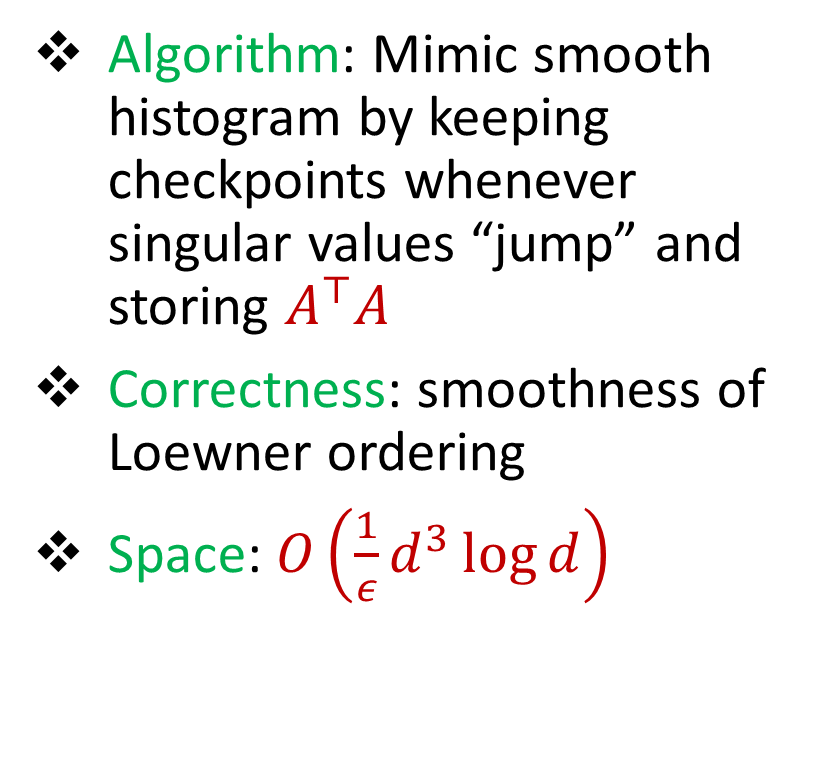 ❖ Algorithm: Mimic smooth
histogram by keeping
checkpoints whenever
singular values “jump” and
storing A⊤A
❖ Correctness: smoothness of
Loewner ordering
❖ Space: O(1/ϵ d³ log d)